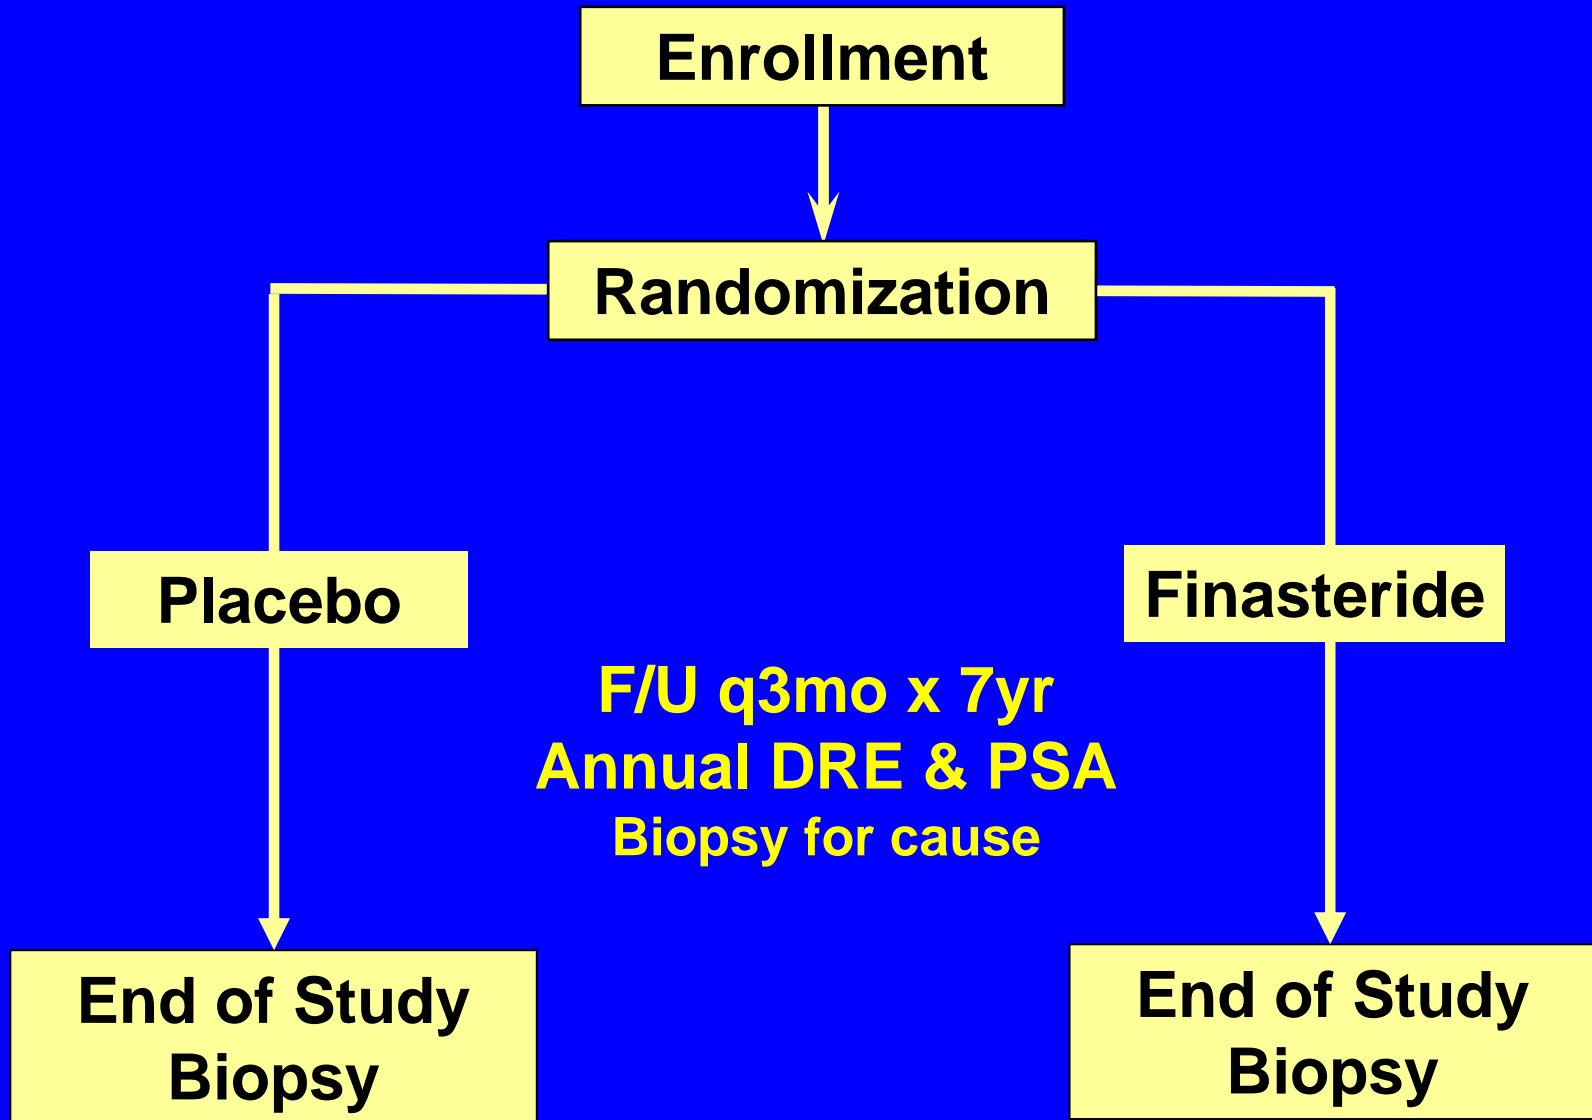 Enrollment
Randomization
Placebo
Finasteride
F/U q3mo x 7yr
Annual DRE & PSA
Biopsy for cause
End of Study
Biopsy
End of Study
Biopsy